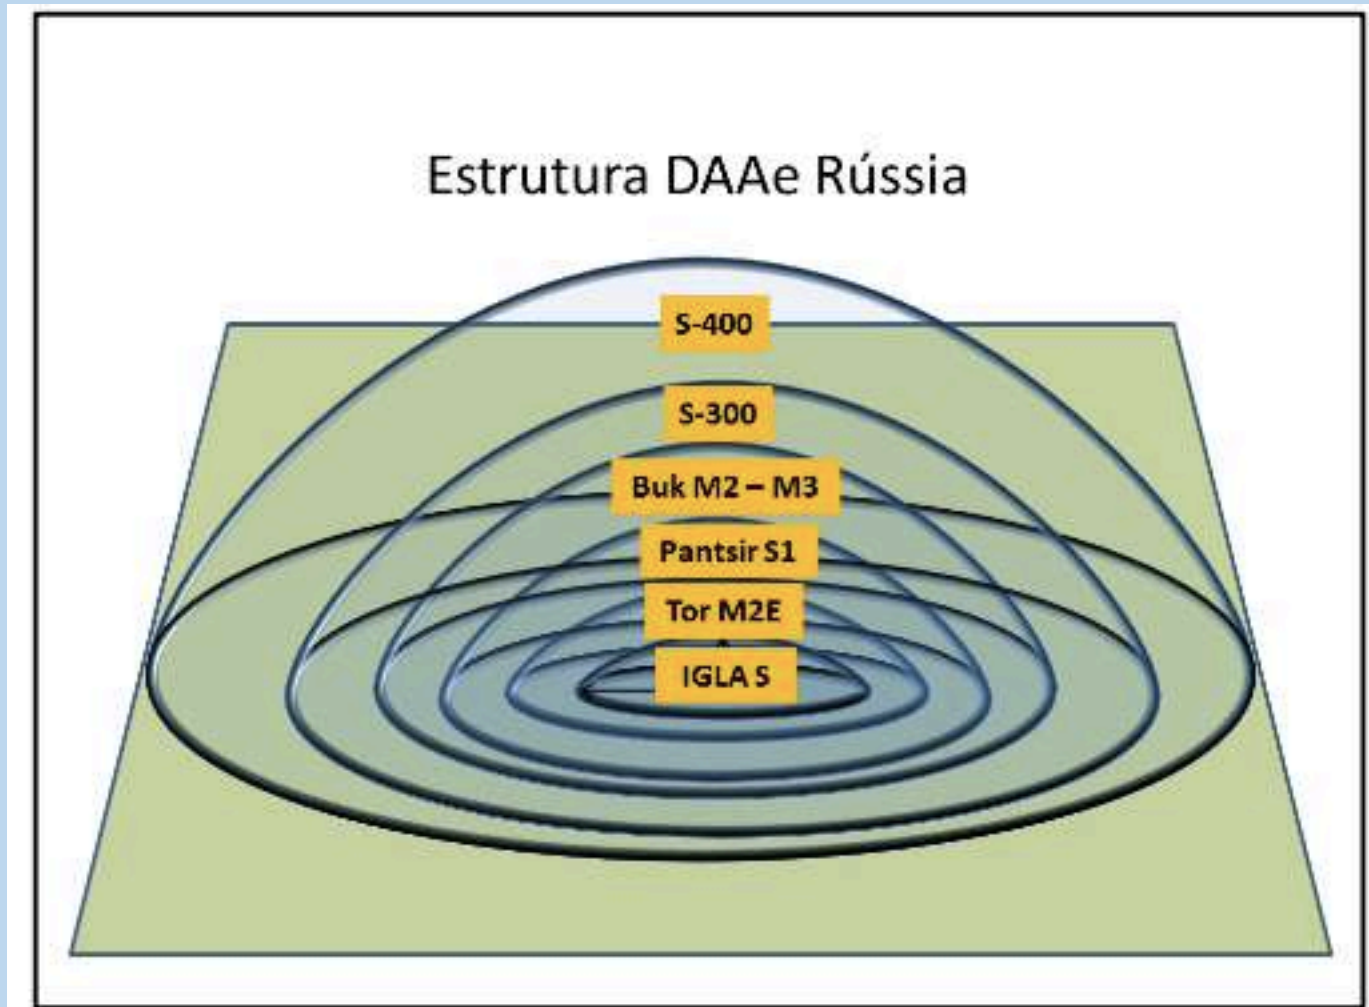 Estrutura DAAe Rússia
S-400
S-300
Buk M2 – M3
Pantsir S1
Tor M2E
IGLA S